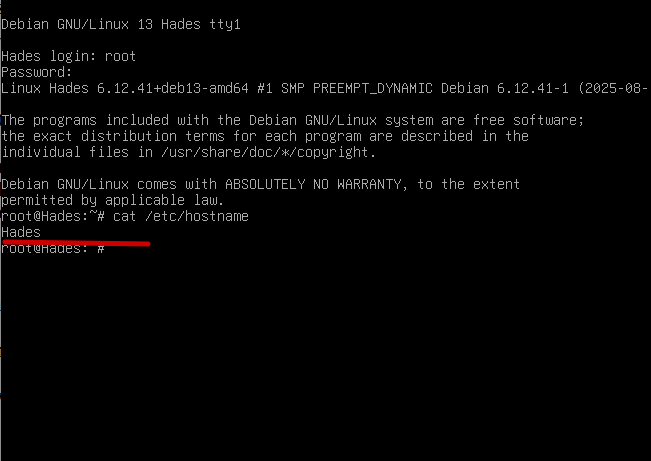 Debian GNU/Linux 13 Hades tty1
Hades login: root
Password:
Linux Hades 6.12.41+deb13-amd64 #1 SMP PREEMPT_DYNAMIC Debian 6.12.41-1 (2025-08-
The programs included with the Debian GNU/Linux system are free software;
the exact distribution terms for each program are described in the
individual files in /usr/share/doc/*/copyright.
Debian GNU/Linux comes with ABSOLUTELY NO WARRANTY, to the extent
permitted by applicable law.
root@Hades:~# cat /etc/hostname
Hades
root@Hades: #